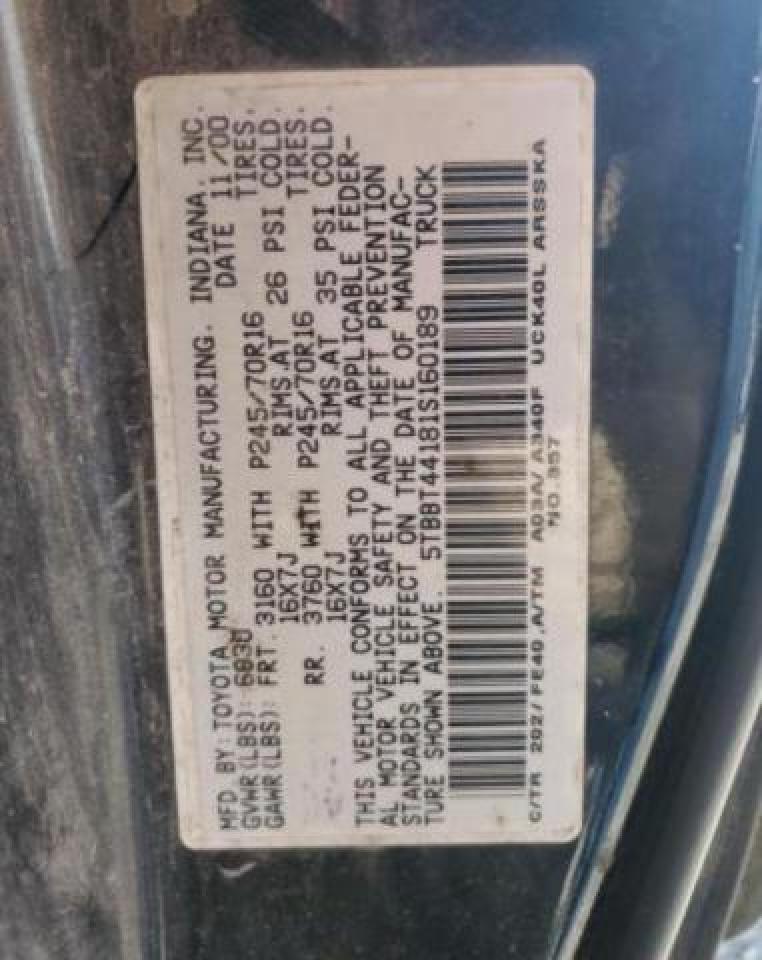 MFD BY: TOYOTA MOTOR MANUFACTURING, INDIANA, INC.
GVWR(LBS): DATE 11/00
GAWR(LBS): FRT. 3160 WITH P245/70R16 TIRES.
16X7J RIMS.AT 26 PSI COLD.
RR. 3760 WITH P245/70R16 TIRES.
16X7J RIMS.AT 35 PSI COLD.
THIS VEHICLE CONFORMS TO ALL APPLICABLE FEDER-
AL MOTOR VEHICLE SAFETY AND THEFT PREVENTION
STANDARDS IN EFFECT ON THE DATE OF MANUFAC-
TURE SHOWN ABOVE. 5TBBT44181S160189 TRUCK
C/TR 202/FE40,A/TM A03A/A340F UCK40L ARSSKA
NO.357